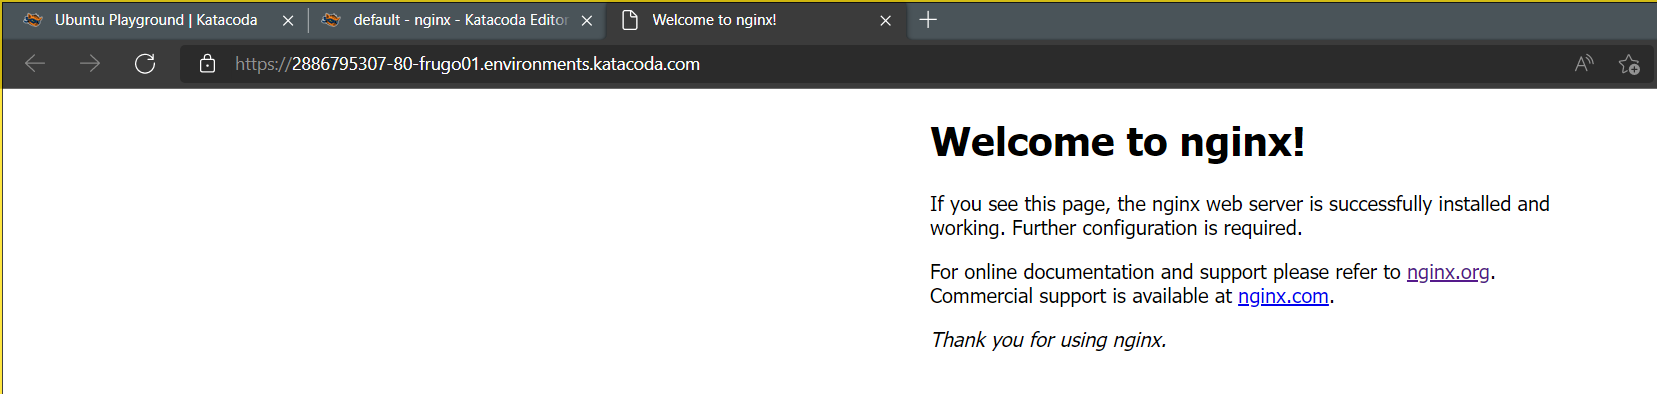 Ubuntu Playground | Katacoda
default - nginx - Katacoda Editor
Welcome to nginx!
https://2886795307-80-frugo01.environments.katacoda.com
Welcome to nginx!
If you see this page, the nginx web server is successfully installed and
working. Further configuration is required.
For online documentation and support please refer to nginx.org.
Commercial support is available at nginx.com.
Thank you for using nginx.